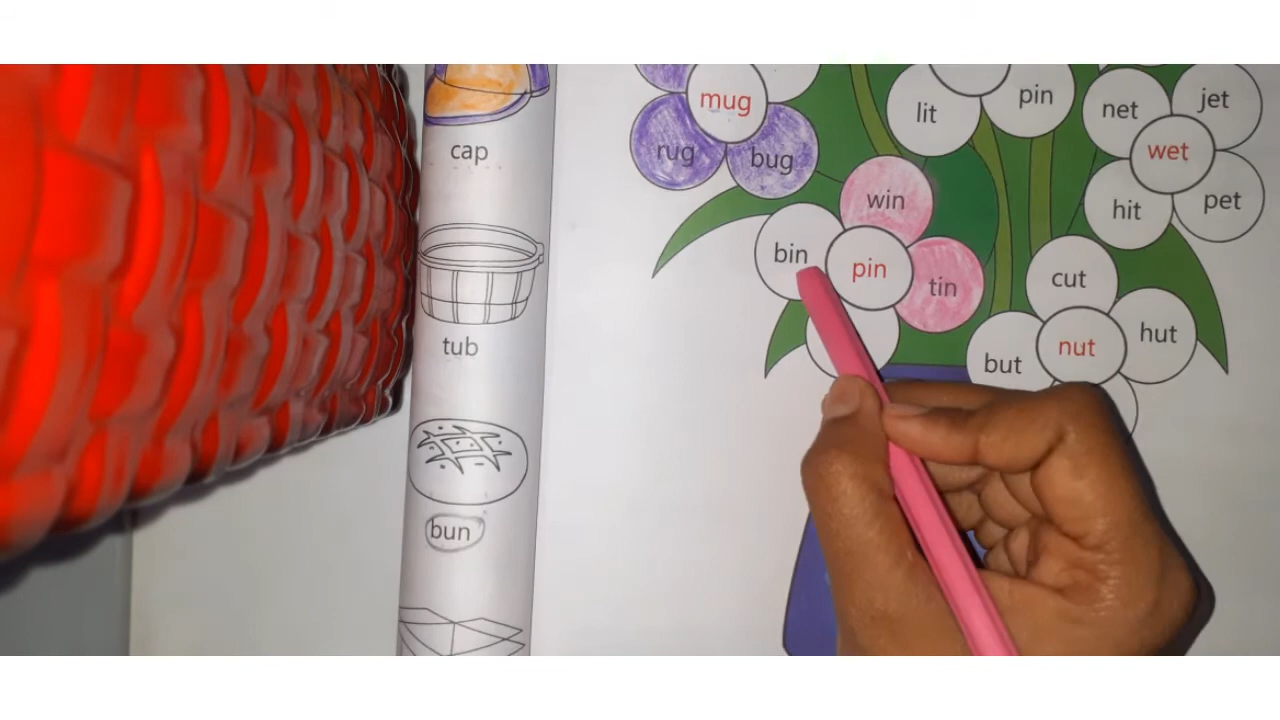 cap
tub
bun
mug
rug
bug
lit
pin
net
jet
wet
hit
pet
win
bin
pin
tin
cut
but
nut
hut